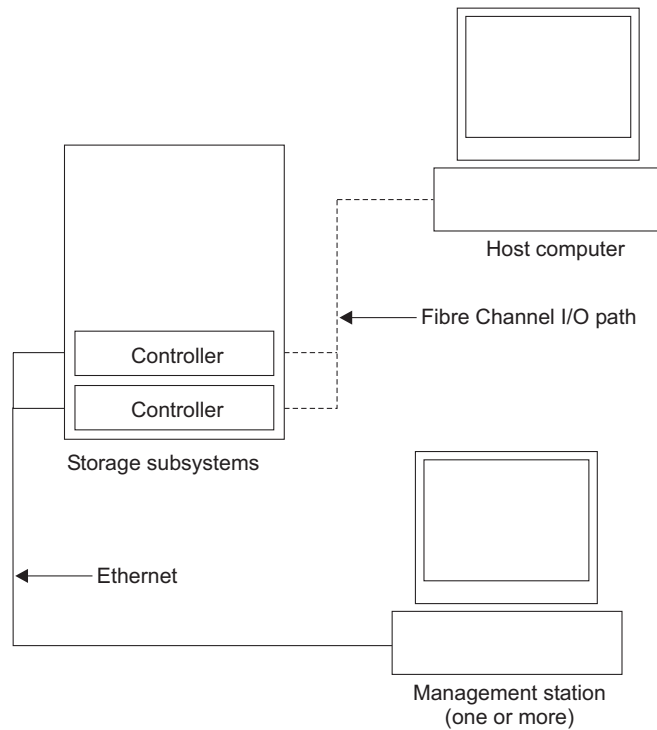 Host computer
Fibre Channel I/O path
Controller
Controller
Storage subsystems
Ethernet
Management station
(one or more)